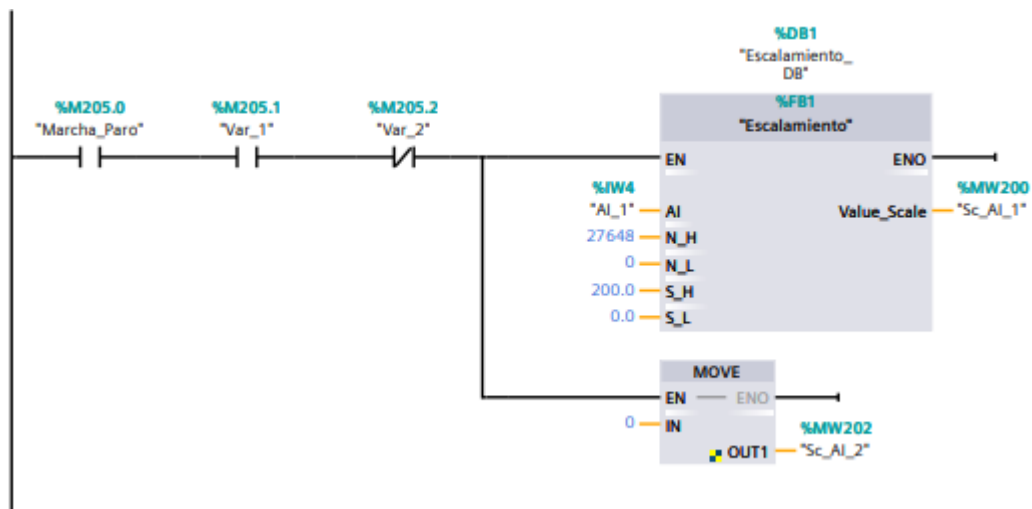 %DB1
"Escalamiento_
DB"
%M205.0
"Marcha_Paro"
%M205.1
"Var_1"
%M205.2
"Var_2"
%FB1
"Escalamiento"
EN
ENO
%IW4
"AI_1"
AI
27648
N_H
0
N_L
200.0
S_H
0.0
S_L
Value_Scale
%MW200
"Sc_AI_1"
MOVE
EN
ENO
0
IN
OUT1
%MW202
"Sc_AI_2"